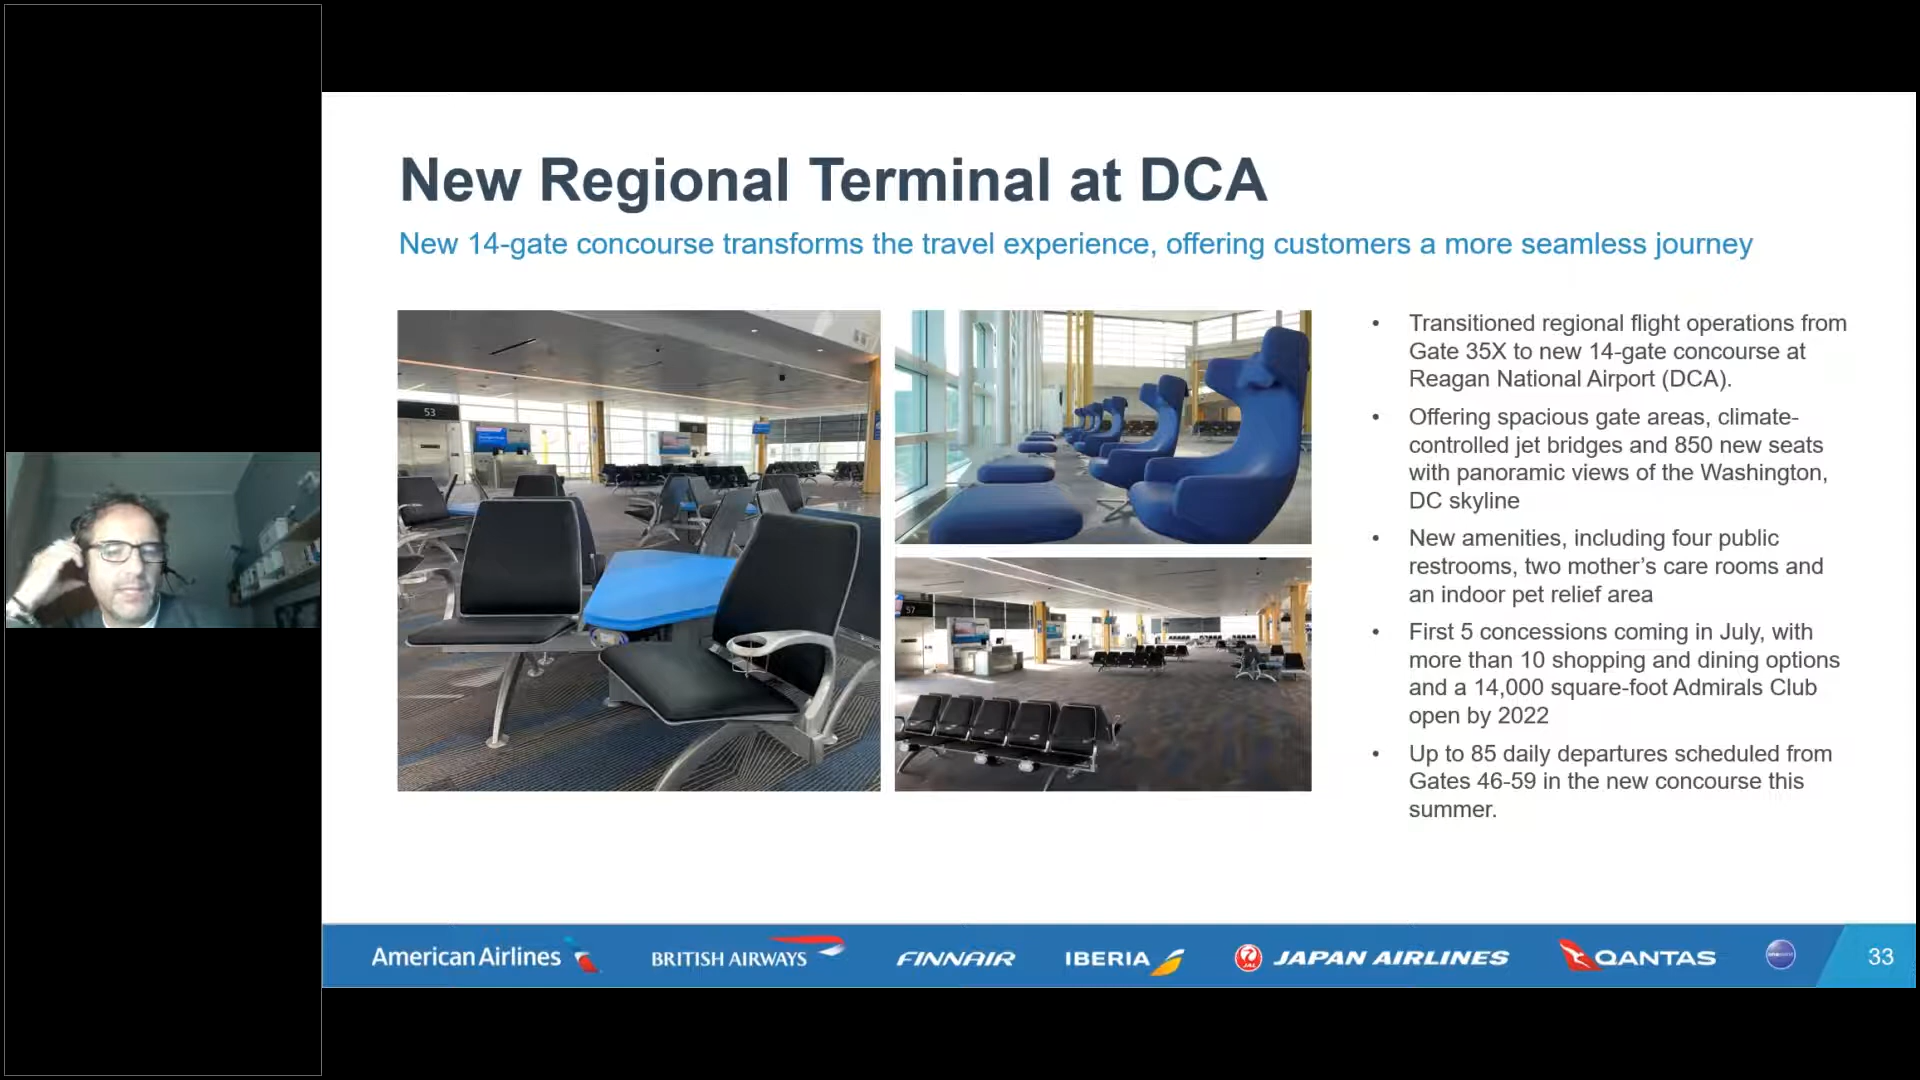 New Regional Terminal at DCA
New 14-gate concourse transforms the travel experience, offering customers a more seamless journey
53
57
• Transitioned regional flight operations from
Gate 35X to new 14-gate concourse at
Reagan National Airport (DCA).
• Offering spacious gate areas, climate-
controlled jet bridges and 850 new seats
with panoramic views of the Washington,
DC skyline
• New amenities, including four public
restrooms, two mother’s care rooms and
an indoor pet relief area
• First 5 concessions coming in July, with
more than 10 shopping and dining options
and a 14,000 square-foot Admirals Club
open by 2022
• Up to 85 daily departures scheduled from
Gates 46-59 in the new concourse this
summer.
American Airlines BRITISH AIRWAYS FINNAIR IBERIA JAL JAPAN AIRLINES QANTAS oneworld 33